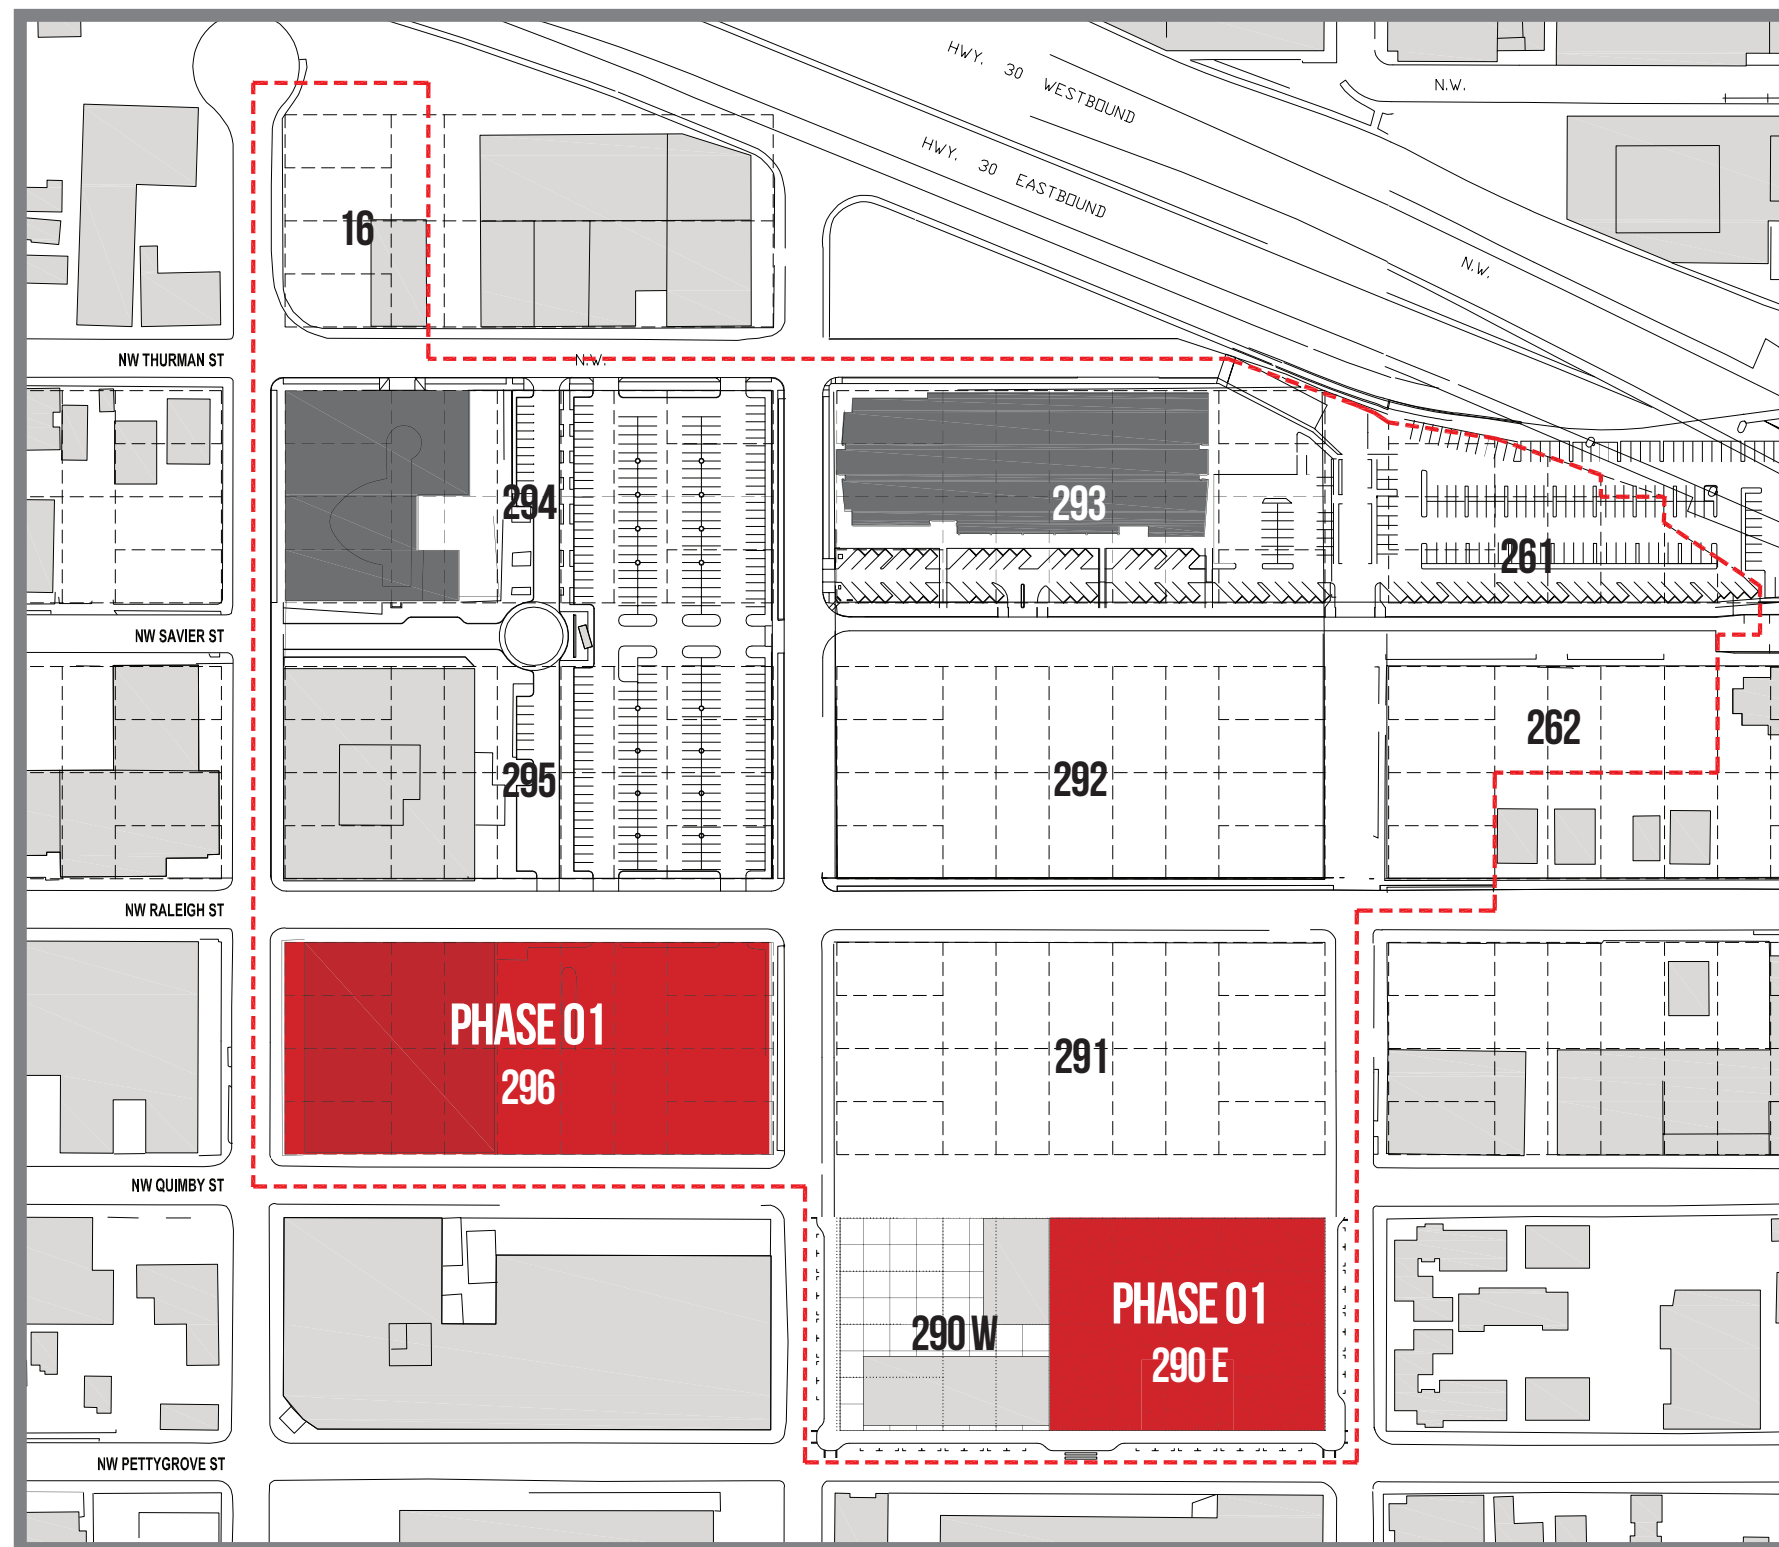 HWY. 30 WESTBOUND
N.W.
HWY. 30 EASTBOUND
16
N.W.
NW THURMAN ST
N.W.
294
293
261
NW SAVIER ST
262
295
292
NW RALEIGH ST
PHASE 01
296
291
NW QUIMBY ST
PHASE 01
290 W
290 E
NW PETTYGROVE ST